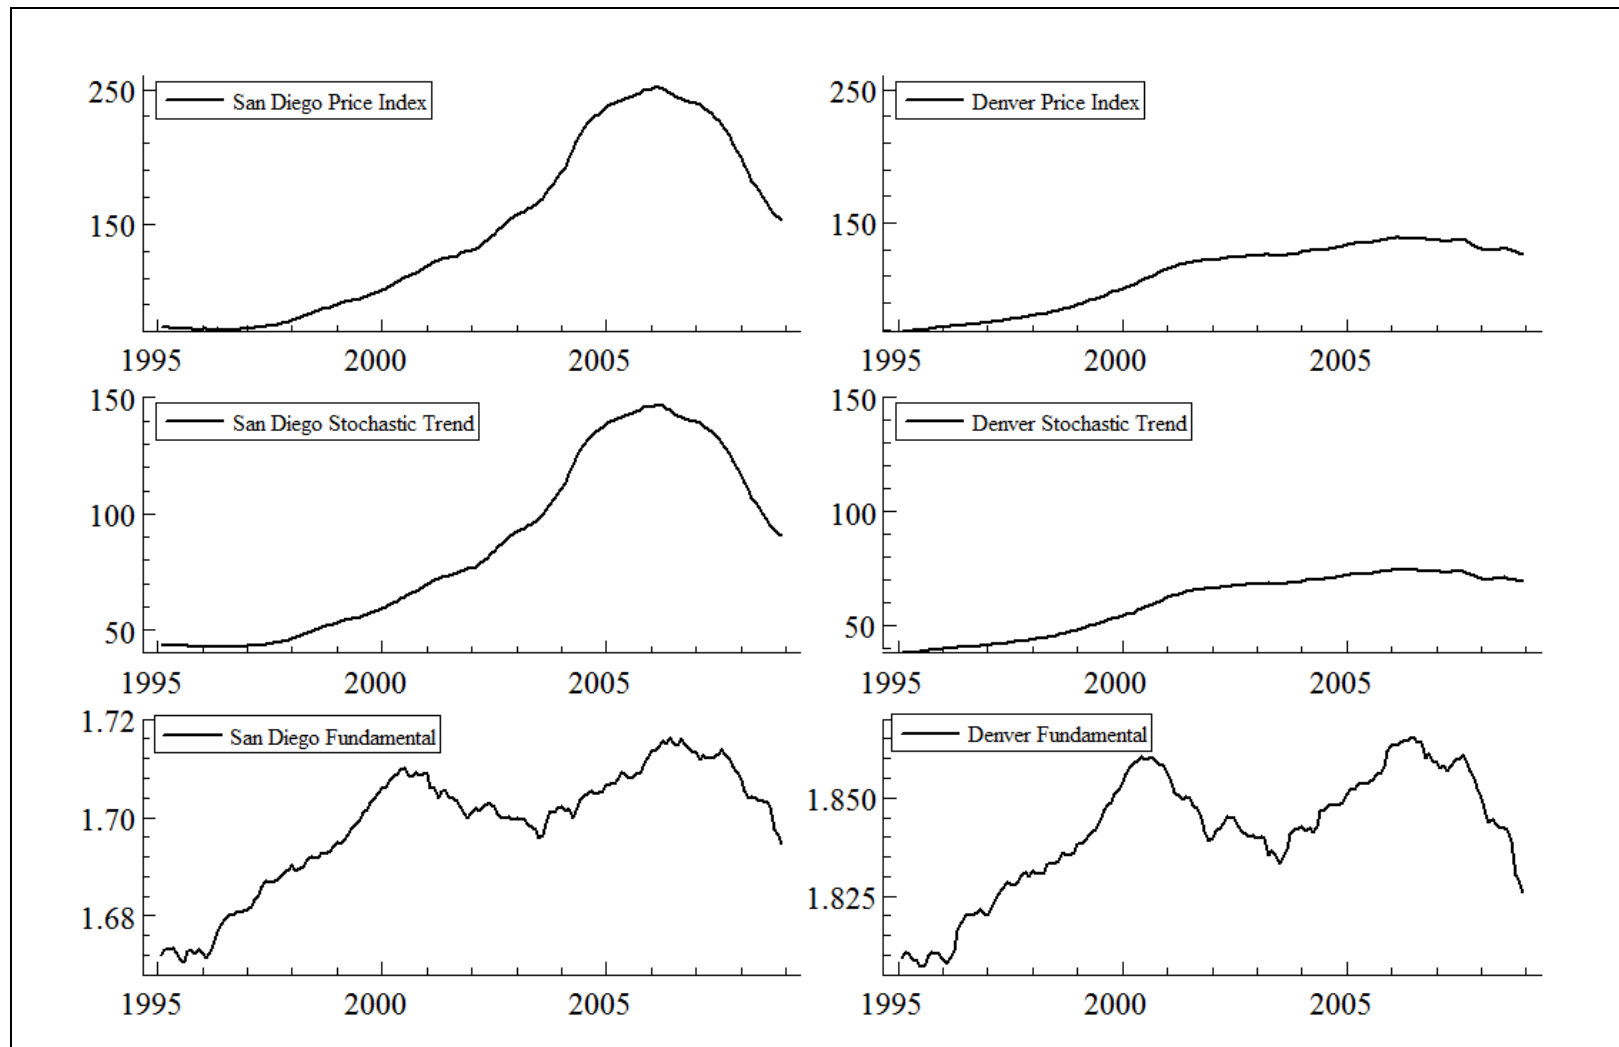 San Diego Price Index
250
150
1995 2000 2005
Denver Price Index
250
150
1995 2000 2005
San Diego Stochastic Trend
150
100
50
1995 2000 2005
Denver Stochastic Trend
150
100
50
1995 2000 2005
San Diego Fundamental
1.72
1.70
1.68
1995 2000 2005
Denver Fundamental
1.850
1.825
1995 2000 2005